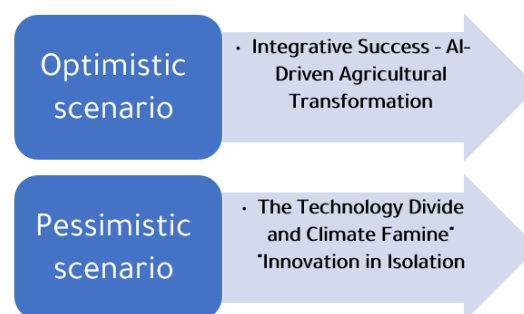 Optimistic
scenario
• Integrative Success - AI-
Driven Agricultural
Transformation
Pessimistic
scenario
• The Technology Divide
and Climate Famine"
"Innovation in Isolation